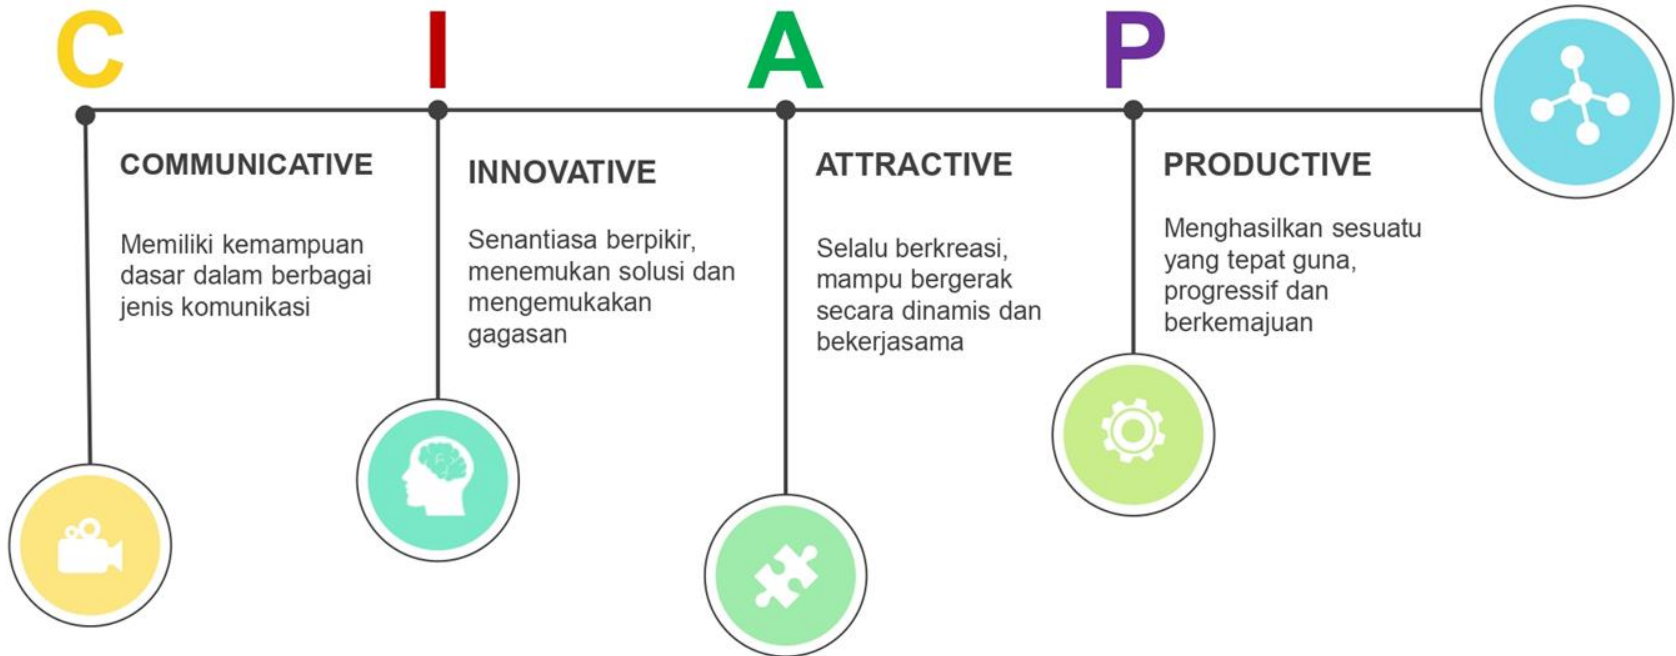 C
I
A
P
COMMUNICATIVE
Memiliki kemampuan
dasar dalam berbagai
jenis komunikasi
INNOVATIVE
Senantiasa berpikir,
menemukan solusi dan
mengemukakan
gagasan
ATTRACTIVE
Selalu berkreasi,
mampu bergerak
secara dinamis dan
bekerjasama
PRODUCTIVE
Menghasilkan sesuatu
yang tepat guna,
progressif dan
berkemajuan